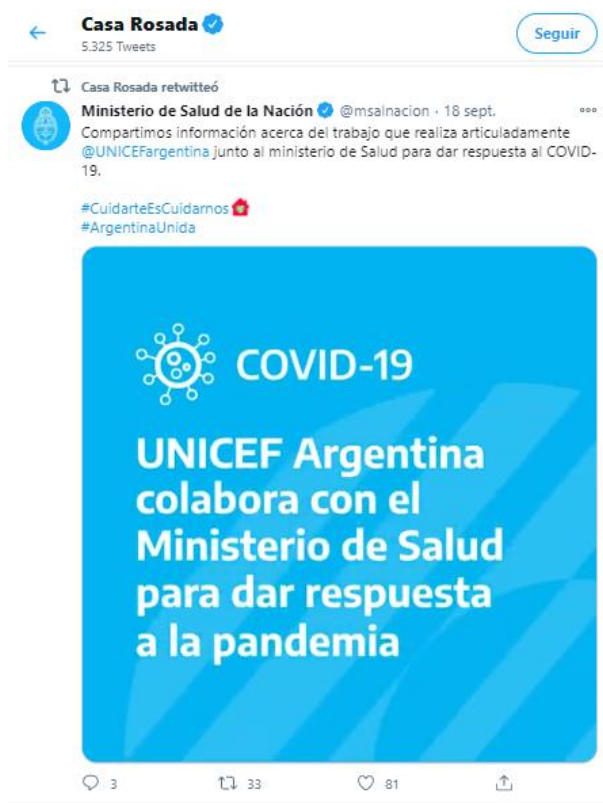 Casa Rosada
5.325 Tweets
Seguir
Casa Rosada retwitteó
Ministerio de Salud de la Nación @msalnacion · 18 sept.
Compartimos información acerca del trabajo que realiza articuladamente
@UNICEFargentina junto al ministerio de Salud para dar respuesta al COVID-
19.
#CuidarteEsCuidarnos
#ArgentinaUnida
COVID-19
UNICEF Argentina
colabora con el
Ministerio de Salud
para dar respuesta
a la pandemia
3 33 81